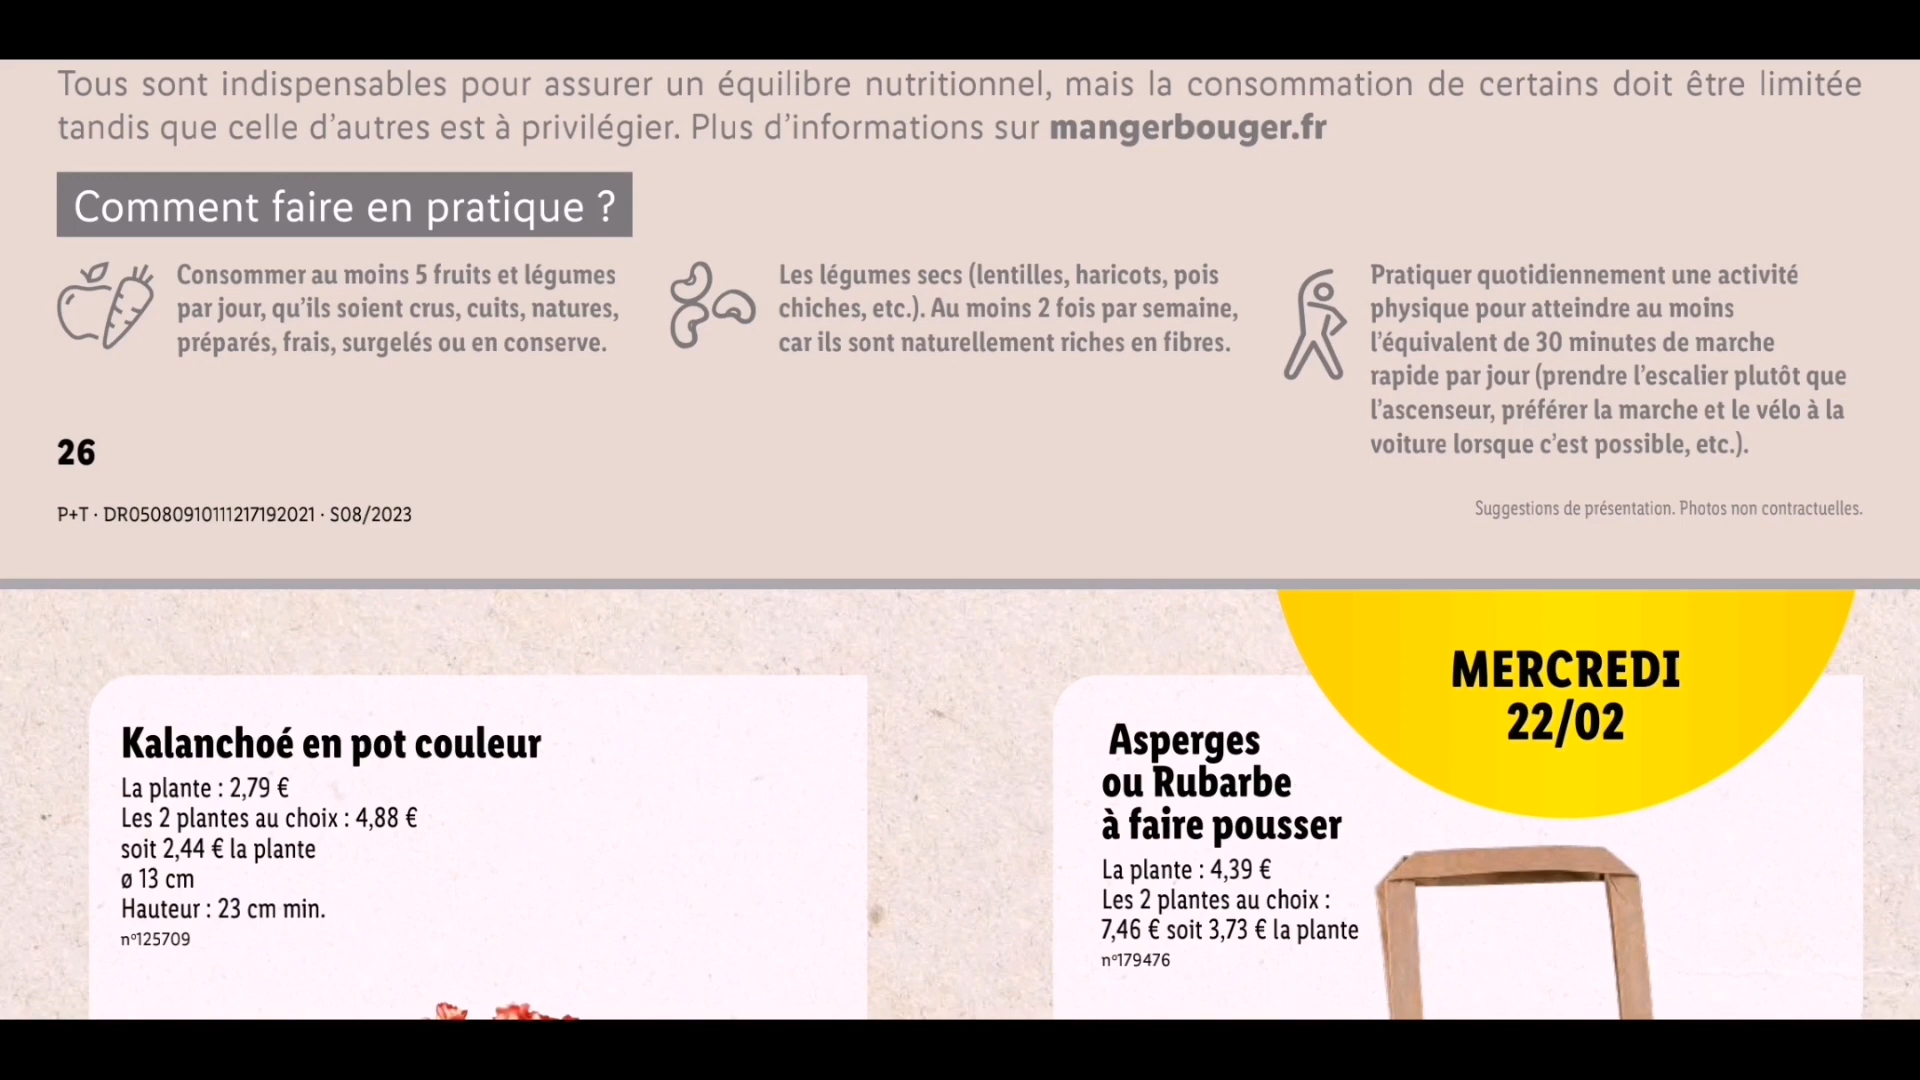 Tous sont indispensables pour assurer un équilibre nutritionnel, mais la consommation de certains doit être limitée
tandis que celle d’autres est à privilégier. Plus d’informations sur mangerbouger.fr
Comment faire en pratique ?
Consommer au moins 5 fruits et légumes
par jour, qu’ils soient crus, cuits, natures,
préparés, frais, surgelés ou en conserve.
Les légumes secs (lentilles, haricots, pois
chiches, etc.). Au moins 2 fois par semaine,
car ils sont naturellement riches en fibres.
Pratiquer quotidiennement une activité
physique pour atteindre au moins
l’équivalent de 30 minutes de marche
rapide par jour (prendre l’escalier plutôt que
l’ascenseur, préférer la marche et le vélo à la
voiture lorsque c’est possible, etc.).
26
P+T · DR05080910111217192021 · S08/2023
Suggestions de présentation. Photos non contractuelles.
MERCREDI
22/02
Kalanchoé en pot couleur
La plante : 2,79 €
Les 2 plantes au choix : 4,88 €
soit 2,44 € la plante
ø 13 cm
Hauteur : 23 cm min.
n°125709
Asperges
ou Rubarbe
à faire pousser
La plante : 4,39 €
Les 2 plantes au choix :
7,46 € soit 3,73 € la plante
n°179476